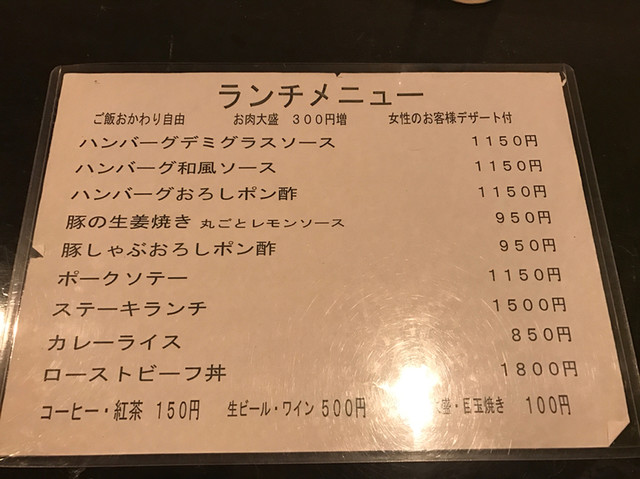 ランチメニュー
ご飯おかわり自由 お肉大盛 300円増 女性のお客様デザート付
ハンバーグデミグラスソース 1150円
ハンバーグ和風ソース 1150円
ハンバーグおろしポン酢 1150円
豚の生姜焼き 丸ごとレモンソース 950円
豚しゃぶおろしポン酢 950円
ポークソテー 1150円
ステーキランチ 1500円
カレーライス 850円
ローストビーフ丼 1800円
コーヒー・紅茶 150円 生ビール・ワイン 500円 大盛・目玉焼き 100円